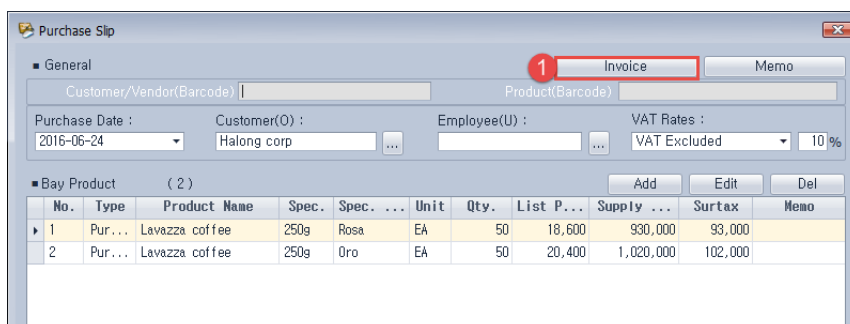 Purchase Slip
■ General
1 Invoice Memo
Customer/Vendor(Barcode) Product(Barcode)
Purchase Date : Customer(O) : Employee(U) : VAT Rates :
2016-06-24 Halong corp ... ... VAT Excluded 10 %
■ Bay Product ( 2 ) Add Edit Del
No. Type Product Name Spec. Spec. ... Unit Qty. List P... Supply ... Surtax Memo
1 Pur... Lavazza coffee 250g Rosa EA 50 18,600 930,000 93,000
2 Pur... Lavazza coffee 250g Oro EA 50 20,400 1,020,000 102,000